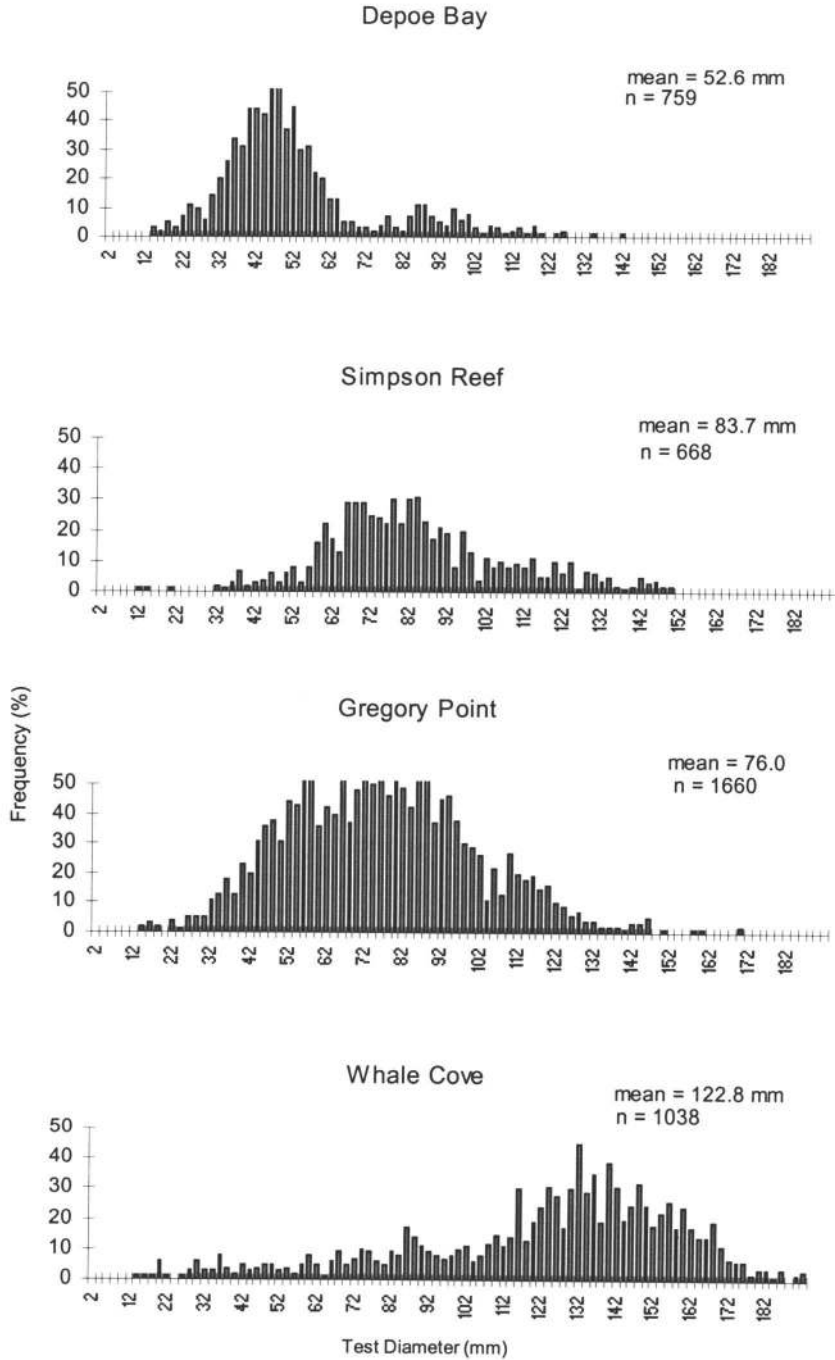 Depoe Bay
mean = 52.6 mm
n = 759
50
40
30
20
10
0
2 12 22 32 42 52 62 72 82 92 102 112 122 132 142 152 162 172 182
Simpson Reef
mean = 83.7 mm
n = 668
50
40
30
20
10
0
2 12 22 32 42 52 62 72 82 92 102 112 122 132 142 152 162 172 182
Frequency (%)
Gregory Point
mean = 76.0
n = 1660
50
40
30
20
10
0
2 12 22 32 42 52 62 72 82 92 102 112 122 132 142 152 162 172 182
Whale Cove
mean = 122.8 mm
n = 1038
50
40
30
20
10
0
2 12 22 32 42 52 62 72 82 92 102 112 122 132 142 152 162 172 182
Test Diameter (mm)